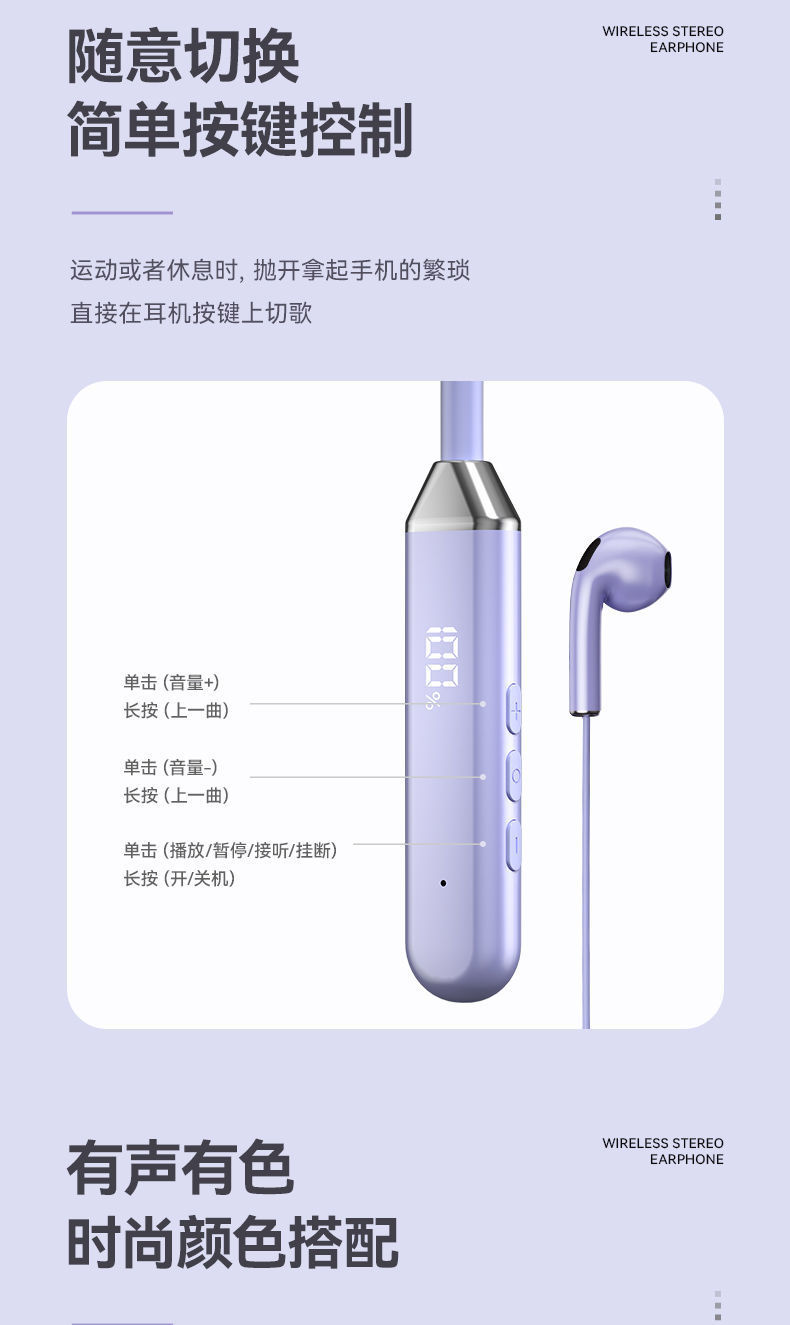 随意切换
简单按键控制
WIRELESS STEREO
EARPHONE
运动或者休息时, 抛开拿起手机的繁琐
直接在耳机按键上切歌
100%
单击 (音量+)
长按 (上一曲)
单击 (音量-)
长按 (上一曲)
单击 (播放/暂停/接听/挂断)
长按 (开/关机)
有声有色
时尚颜色搭配
WIRELESS STEREO
EARPHONE